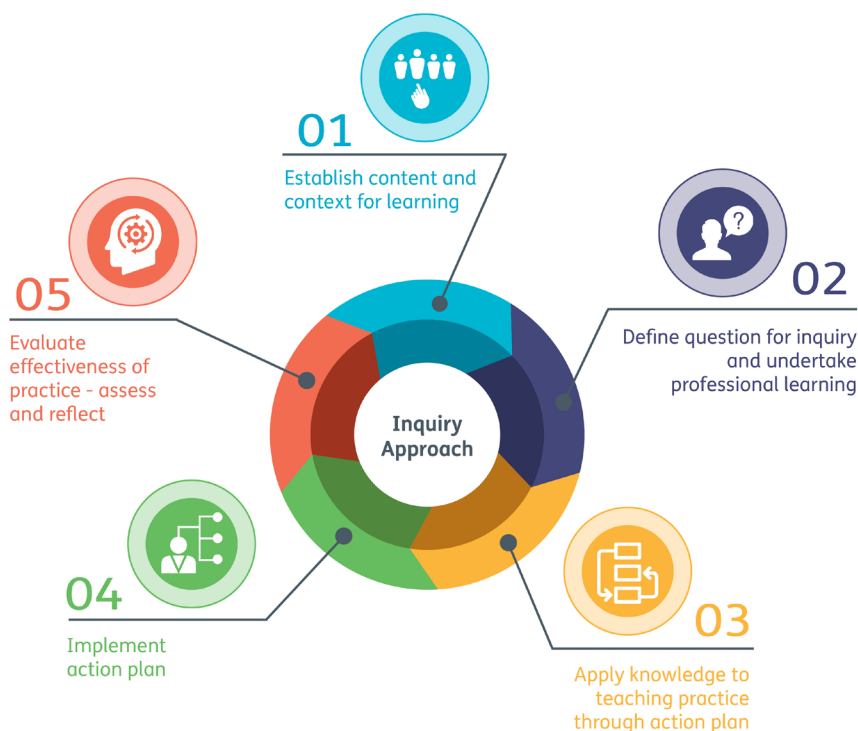 01
Establish content and
context for learning
?
02
Define question for inquiry
and undertake
professional learning
03
Apply knowledge to
teaching practice
through action plan
04
Implement
action plan
05
Evaluate
effectiveness of
practice - assess
and reflect
Inquiry
Approach